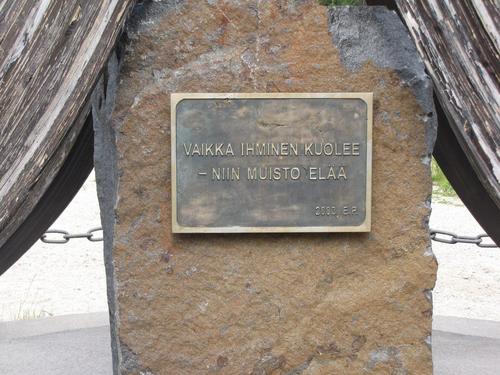 VAIKKA IHMINEN KUOLEE
– NIIN MUISTO ELÄÄ
2000, E.P.